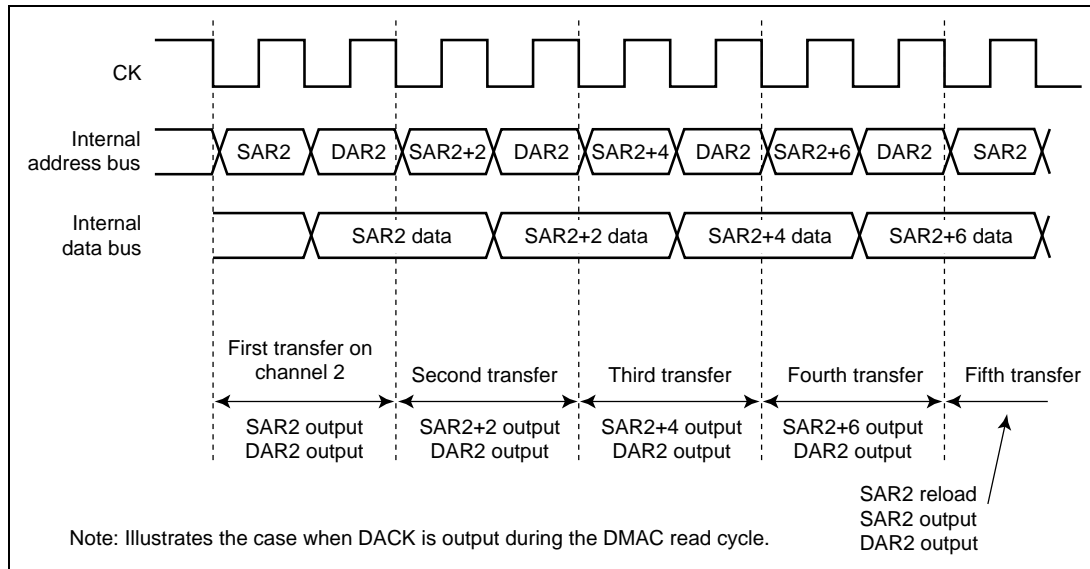 CK
Internal
address bus
SAR2 DAR2 SAR2+2 DAR2 SAR2+4 DAR2 SAR2+6 DAR2 SAR2
Internal
data bus
SAR2 data SAR2+2 data SAR2+4 data SAR2+6 data
First transfer on
channel 2
Second transfer
Third transfer
Fourth transfer
Fifth transfer
SAR2 output
DAR2 output
SAR2+2 output
DAR2 output
SAR2+4 output
DAR2 output
SAR2+6 output
DAR2 output
SAR2 reload
SAR2 output
DAR2 output
Note: Illustrates the case when DACK is output during the DMAC read cycle.